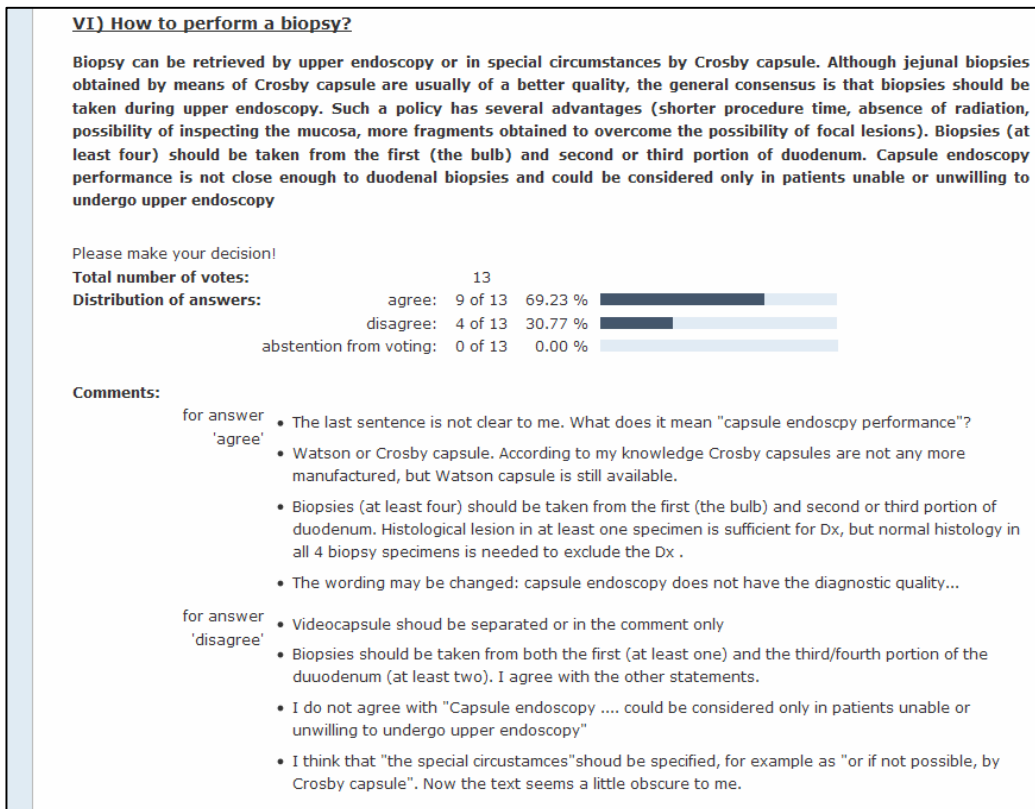 VI) How to perform a biopsy?
Biopsy can be retrieved by upper endoscopy or in special circumstances by Crosby capsule. Although jejunal biopsies
obtained by means of Crosby capsule are usually of a better quality, the general consensus is that biopsies should be
taken during upper endoscopy. Such a policy has several advantages (shorter procedure time, absence of radiation,
possibility of inspecting the mucosa, more fragments obtained to overcome the possibility of focal lesions). Biopsies (at
least four) should be taken from the first (the bulb) and second or third portion of duodenum. Capsule endoscopy
performance is not close enough to duodenal biopsies and could be considered only in patients unable or unwilling to
undergo upper endoscopy
Please make your decision!
Total number of votes: 13
Distribution of answers: agree: 9 of 13 69.23 %
disagree: 4 of 13 30.77 %
abstention from voting: 0 of 13 0.00 %
Comments:
for answer 'agree'
• The last sentence is not clear to me. What does it mean "capsule endoscpy performance"?
• Watson or Crosby capsule. According to my knowledge Crosby capsules are not any more
manufactured, but Watson capsule is still available.
• Biopsies (at least four) should be taken from the first (the bulb) and second or third portion of
duodenum. Histological lesion in at least one specimen is sufficient for Dx, but normal histology in
all 4 biopsy specimens is needed to exclude the Dx .
• The wording may be changed: capsule endoscopy does not have the diagnostic quality...
for answer 'disagree'
• Videocapsule shoud be separated or in the comment only
• Biopsies should be taken from both the first (at least one) and the third/fourth portion of the
duuodenum (at least two). I agree with the other statements.
• I do not agree with "Capsule endoscopy .... could be considered only in patients unable or
unwilling to undergo upper endoscopy"
• I think that "the special circustamces"shoud be specified, for example as "or if not possible, by
Crosby capsule". Now the text seems a little obscure to me.